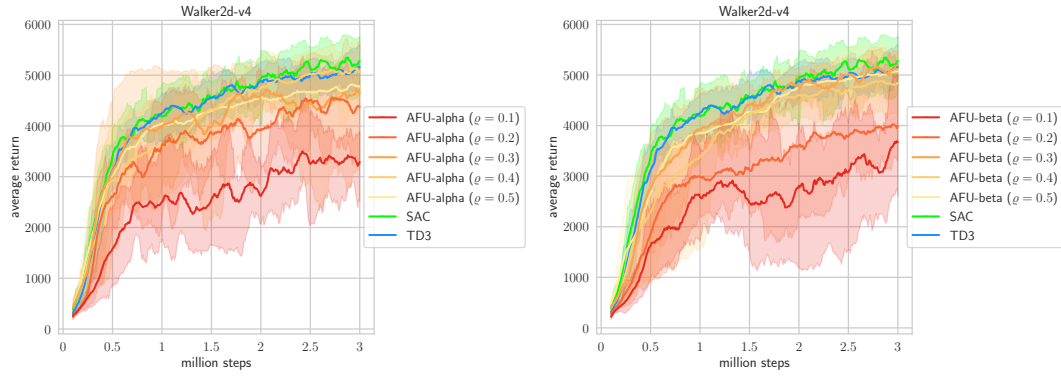 Walker2d-v4
6000
5000
4000
3000
2000
1000
0
average return
0
0.5
1
1.5
2
2.5
3
million steps
AFU-alpha (ϱ = 0.1)
AFU-alpha (ϱ = 0.2)
AFU-alpha (ϱ = 0.3)
AFU-alpha (ϱ = 0.4)
AFU-alpha (ϱ = 0.5)
SAC
TD3
Walker2d-v4
6000
5000
4000
3000
2000
1000
0
average return
0
0.5
1
1.5
2
2.5
3
million steps
AFU-beta (ϱ = 0.1)
AFU-beta (ϱ = 0.2)
AFU-beta (ϱ = 0.3)
AFU-beta (ϱ = 0.4)
AFU-beta (ϱ = 0.5)
SAC
TD3